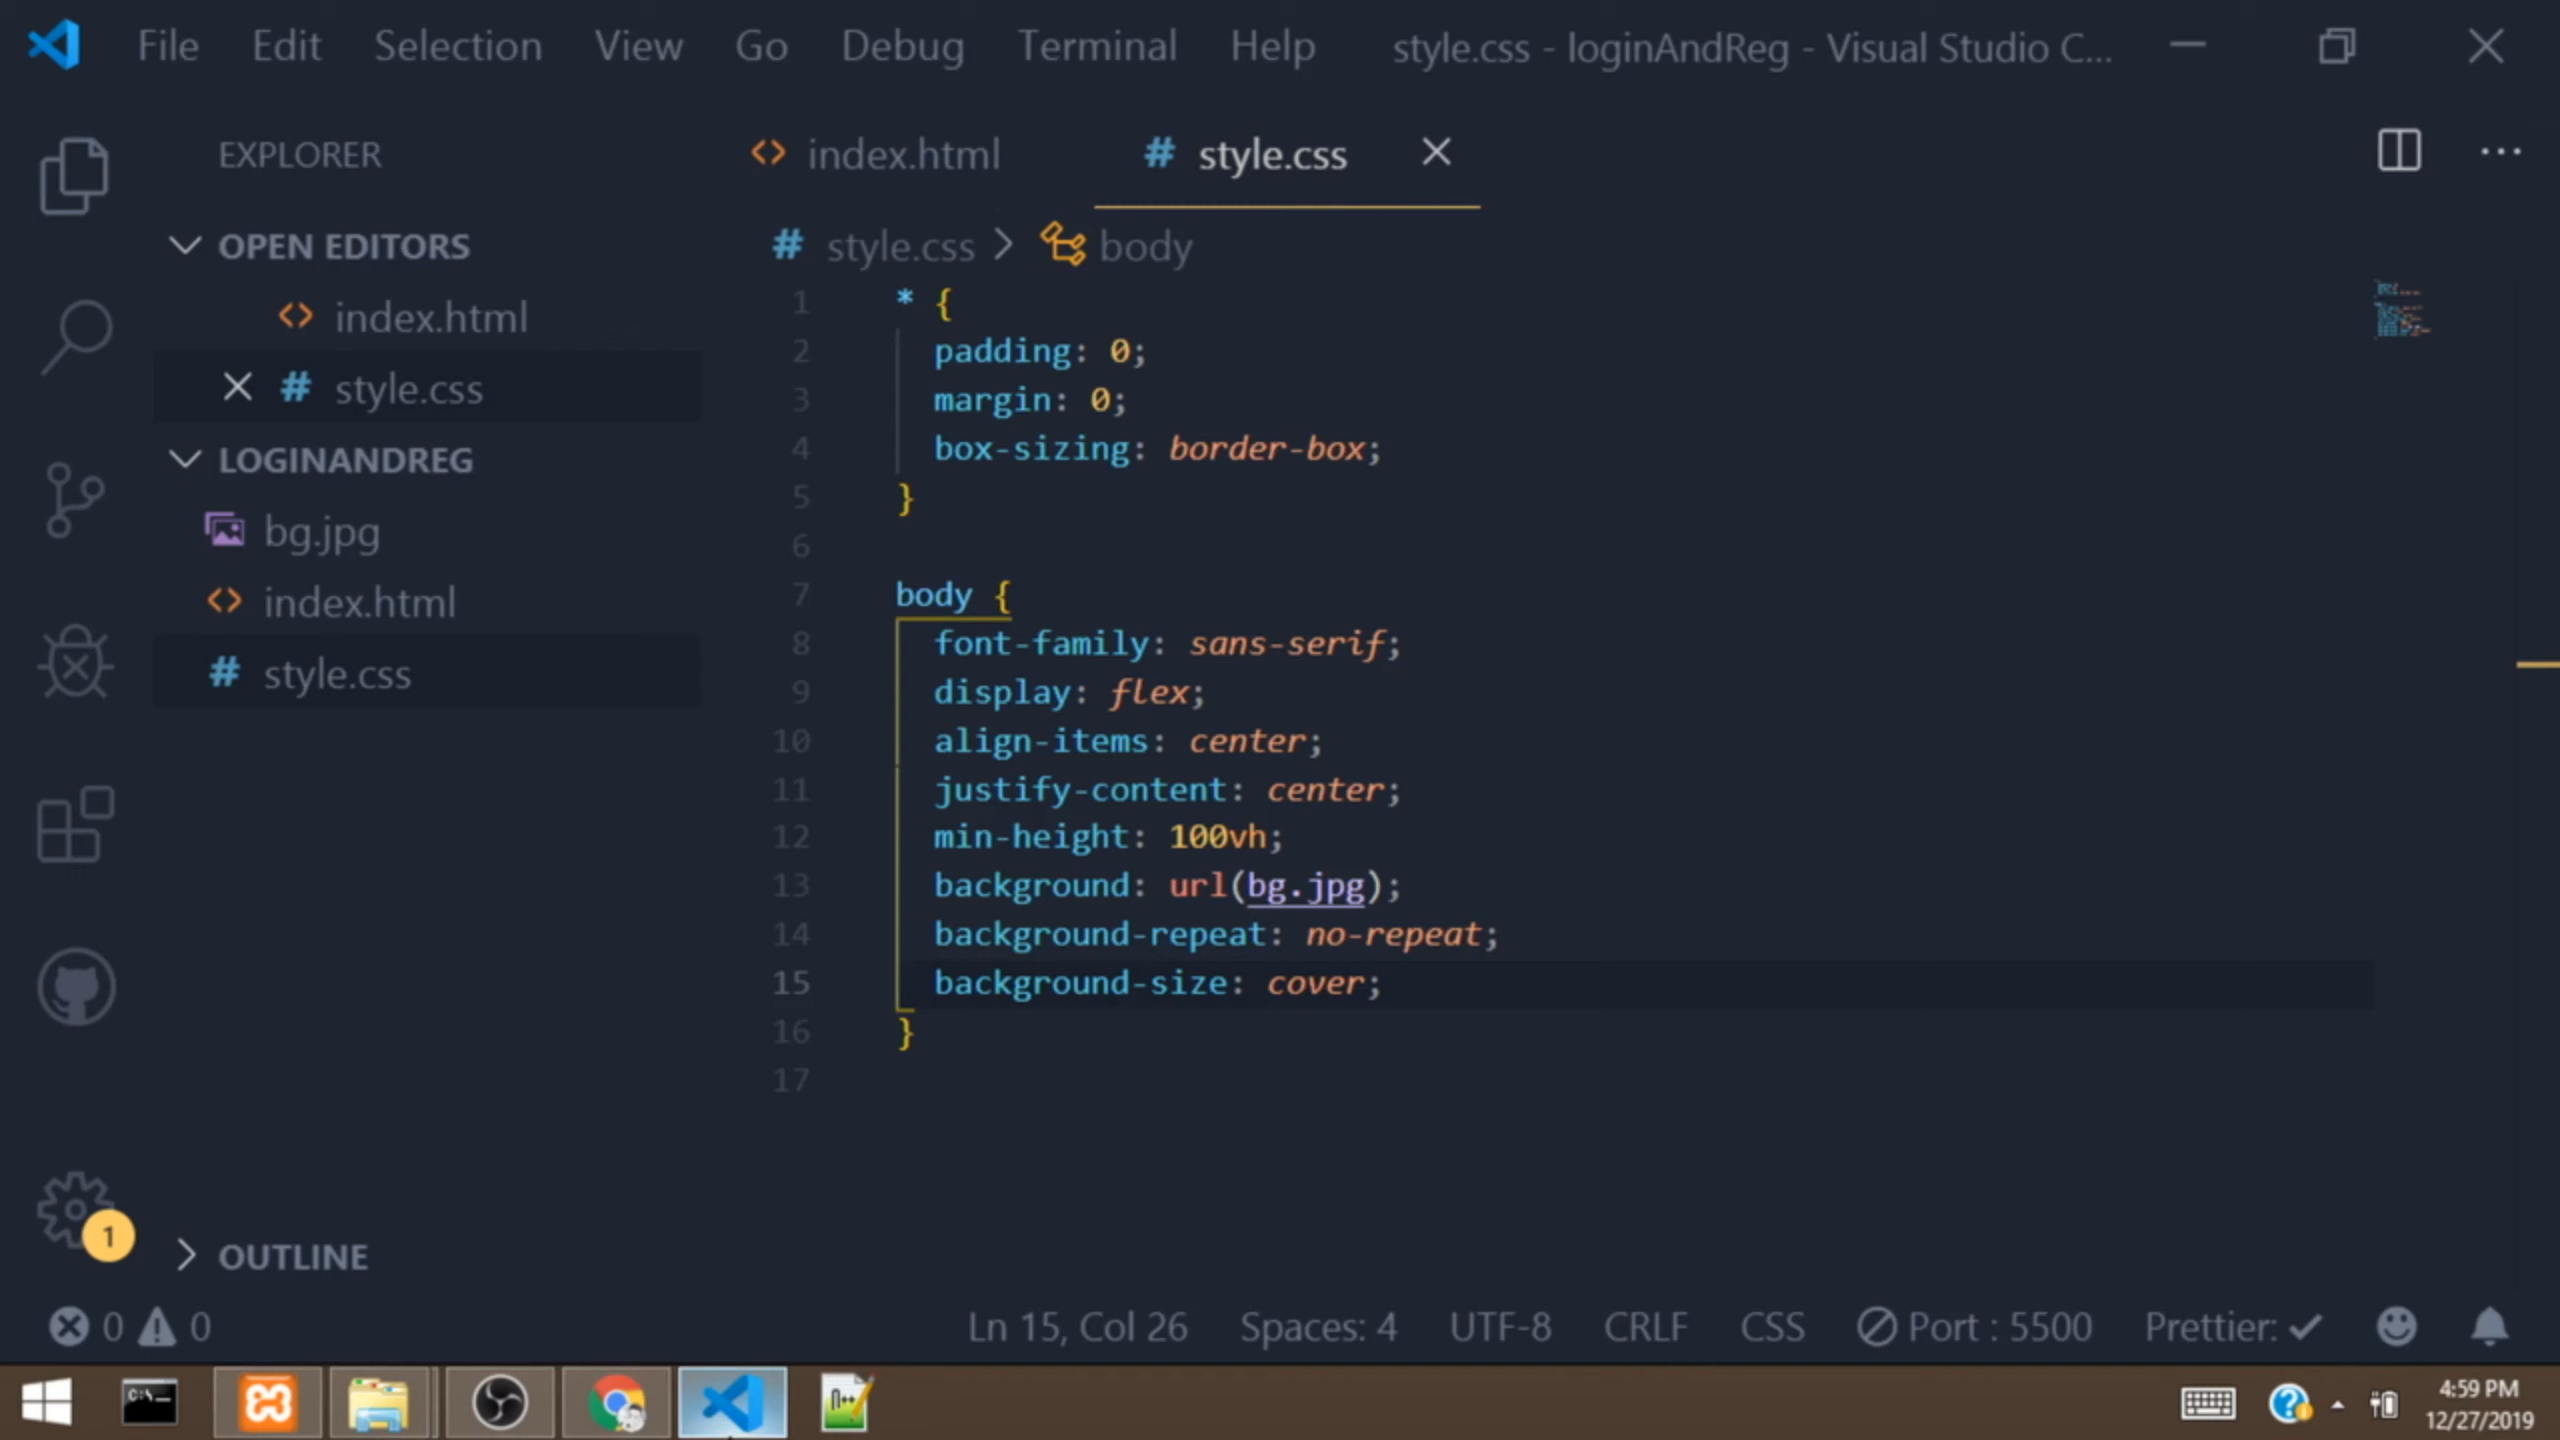 File Edit Selection View Go Debug Terminal Help style.css - loginAndReg - Visual Studio C...
EXPLORER
OPEN EDITORS
index.html
style.css
LOGINANDREG
bg.jpg
index.html
style.css
OUTLINE
index.html
# style.css
# style.css > body
1 * {
2 padding: 0;
3 margin: 0;
4 box-sizing: border-box;
5 }
6
7 body {
8 font-family: sans-serif;
9 display: flex;
10 align-items: center;
11 justify-content: center;
12 min-height: 100vh;
13 background: url(bg.jpg);
14 background-repeat: no-repeat;
15 background-size: cover;
16 }
17
1
0 0 Ln 15, Col 26 Spaces: 4 UTF-8 CRLF CSS Port : 5500 Prettier: ✓
4:59 PM
12/27/2019